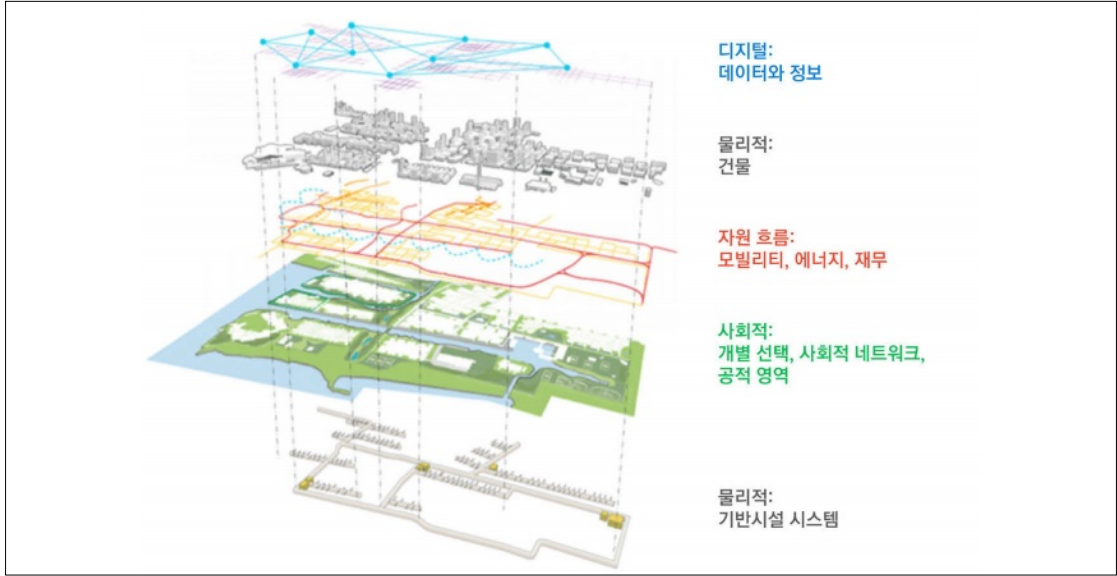 디지털:
데이터와 정보
물리적:
건물
자원 흐름:
모빌리티, 에너지, 재무
사회적:
개별 선택, 사회적 네트워크,
공적 영역
물리적:
기반시설 시스템